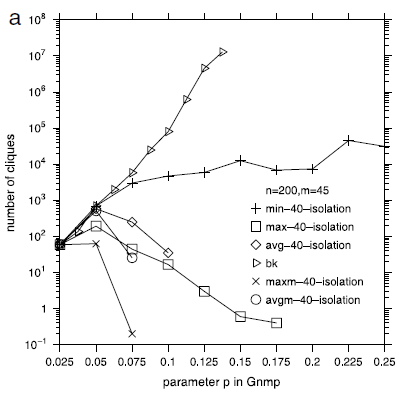 a
10^8
10^7
10^6
10^5
10^4
10^3
10^2
10^1
1
10^−1
number of cliques
n=200,m=45
min−40−isolation
max−40−isolation
avg−40−isolation
bk
maxm−40−isolation
avgm−40−isolation
0.025 0.05 0.075 0.1 0.125 0.15 0.175 0.2 0.225 0.25
parameter p in Gnmp